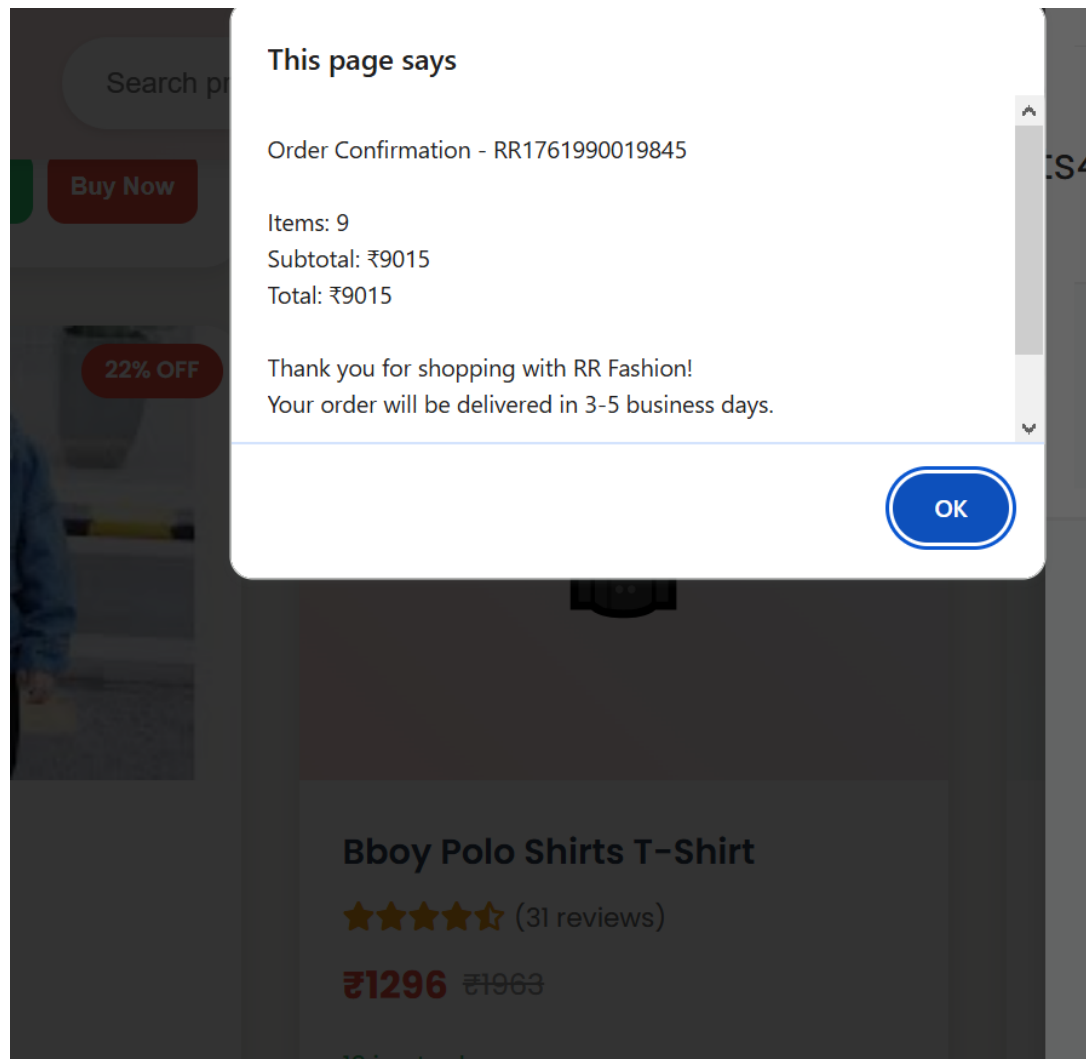 This page says
Order Confirmation - RR1761990019845
Items: 9
Subtotal: ₹9015
Total: ₹9015
Thank you for shopping with RR Fashion!
Your order will be delivered in 3-5 business days.
OK
Search pr
Buy Now
22% OFF
Bboy Polo Shirts T-Shirt
(31 reviews)
₹1296 ₹1963